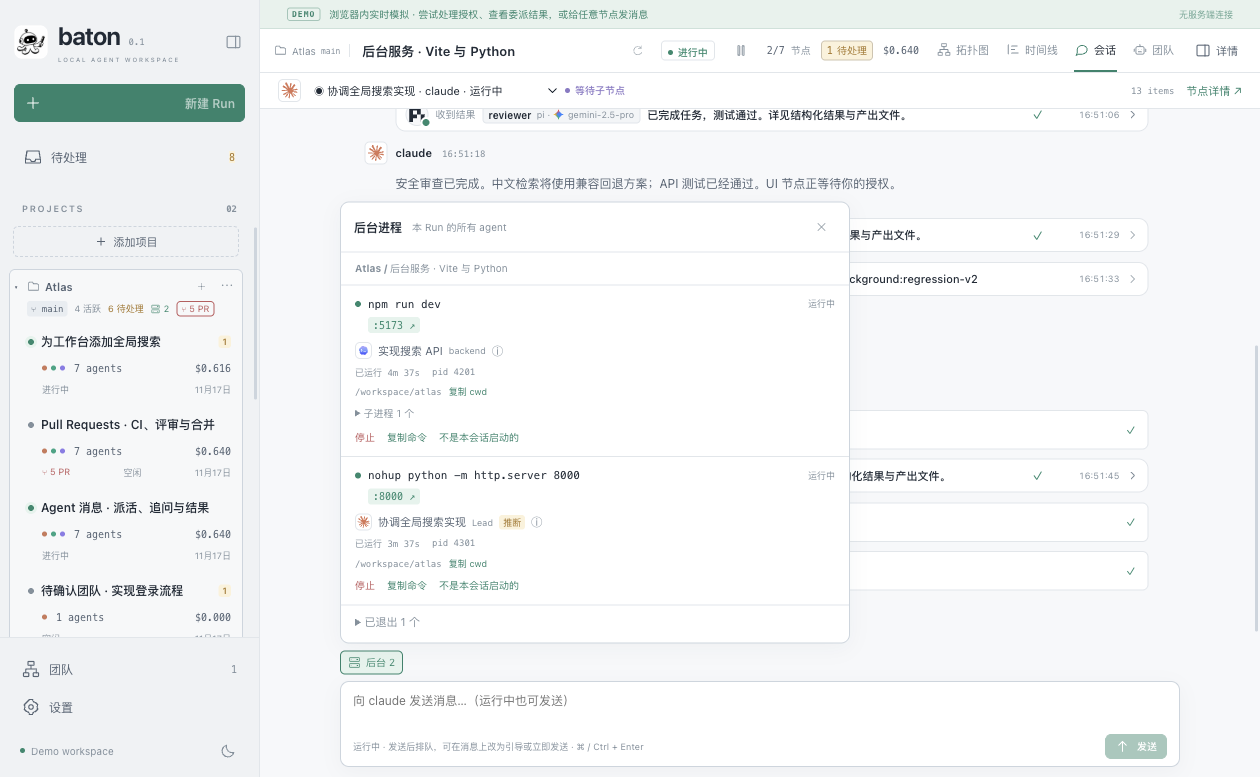 baton 0.1
LOCAL AGENT WORKSPACE
新建 Run
待处理 8
PROJECTS 02
添加项目
Atlas
main 4 活跃 6 待处理 2 5 PR
为工作台添加全局搜索 1
7 agents $0.616
进行中 11月17日
Pull Requests · CI、评审与合并
7 agents $0.640
5 PR 空闲 11月17日
Agent 消息 · 派活、追问与结果
7 agents $0.640
进行中 11月17日
待确认团队 · 实现登录流程 1
1 agents $0.000
团队 1
设置
Demo workspace
DEMO 浏览器内实时模拟 · 尝试处理授权、查看委派结果，或给任意节点发消息 无服务端连接
Atlas main 后台服务 · Vite 与 Python 进行中 2/7 节点 1 待处理 $0.640 拓扑图 时间线 会话 团队 详情
协调全局搜索实现 · claude · 运行中 等待子节点 13 items 节点详情 ↗
收到结果 reviewer pi · gemini-2.5-pro 已完成任务，测试通过。详见结构化结果与产出文件。 16:51:06
claude 16:51:18
安全审查已完成。中文检索将使用兼容回退方案；API 测试已经通过。UI 节点正等待你的授权。
果与产出文件。 16:51:29
ckground:regression-v2 16:51:33
化结果与产出文件。 16:51:45
后台进程 本 Run 的所有 agent
Atlas / 后台服务 · Vite 与 Python
npm run dev 运行中
:5173 ↗
实现搜索 API backend
已运行 4m 37s pid 4201
/workspace/atlas 复制 cwd
子进程 1 个
停止 复制命令 不是本会话启动的
nohup python -m http.server 8000 运行中
:8000 ↗
协调全局搜索实现 Lead 推断
已运行 3m 37s pid 4301
/workspace/atlas 复制 cwd
停止 复制命令 不是本会话启动的
已退出 1 个
后台 2
向 claude 发送消息…（运行中也可发送）
运行中 · 发送后排队，可在消息上改为引导或立即发送 · ⌘ / Ctrl + Enter
发送